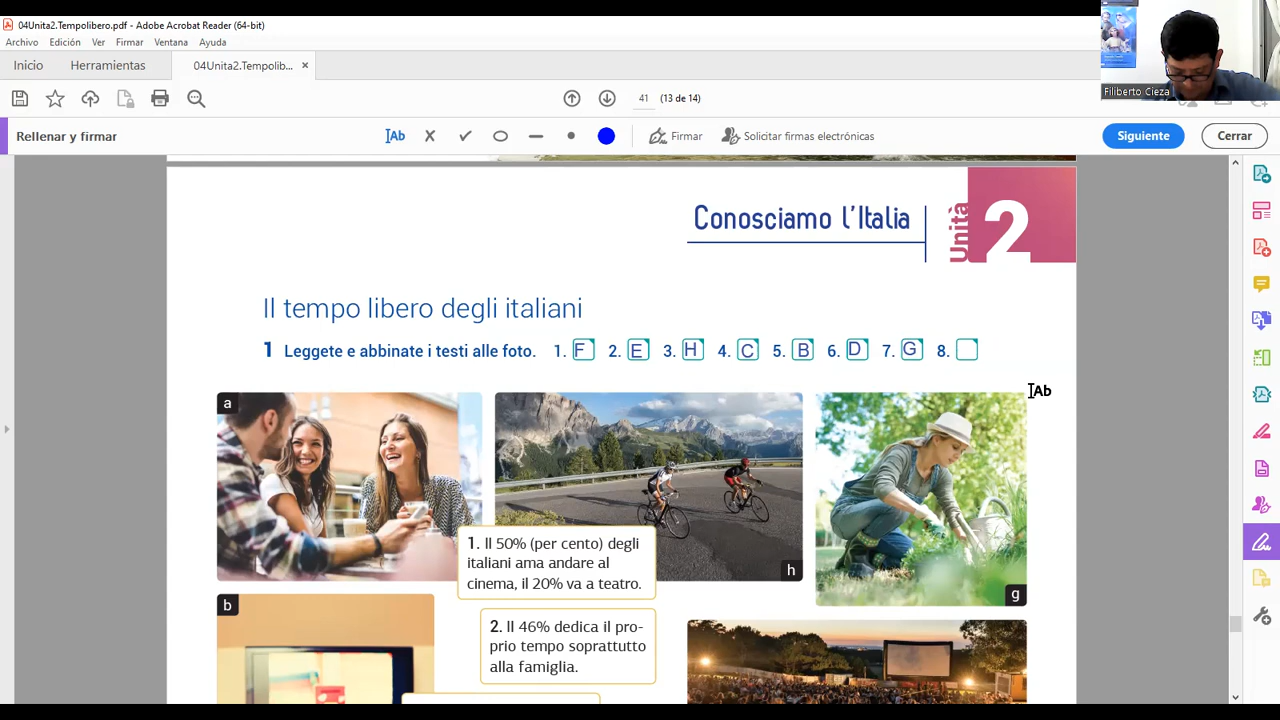 04Unita2.Tempolibero.pdf - Adobe Acrobat Reader (64-bit)
Archivo Edición Ver Firmar Ventana Ayuda
Inicio Herramientas 04Unita2.Tempolib... ×
41 (13 de 14)
Filiberto Cieza
Rellenar y firmar Ab Firmar Solicitar firmas electrónicas Siguiente Cerrar
Conosciamo l'Italia
Unità 2
Il tempo libero degli italiani
1 Leggete e abbinate i testi alle foto. 1. F 2. E 3. H 4. C 5. B 6. D 7. G 8.
Ab
a
h
g
1. Il 50% (per cento) degli
italiani ama andare al
cinema, il 20% va a teatro.
b
2. Il 46% dedica il pro-
prio tempo soprattutto
alla famiglia.